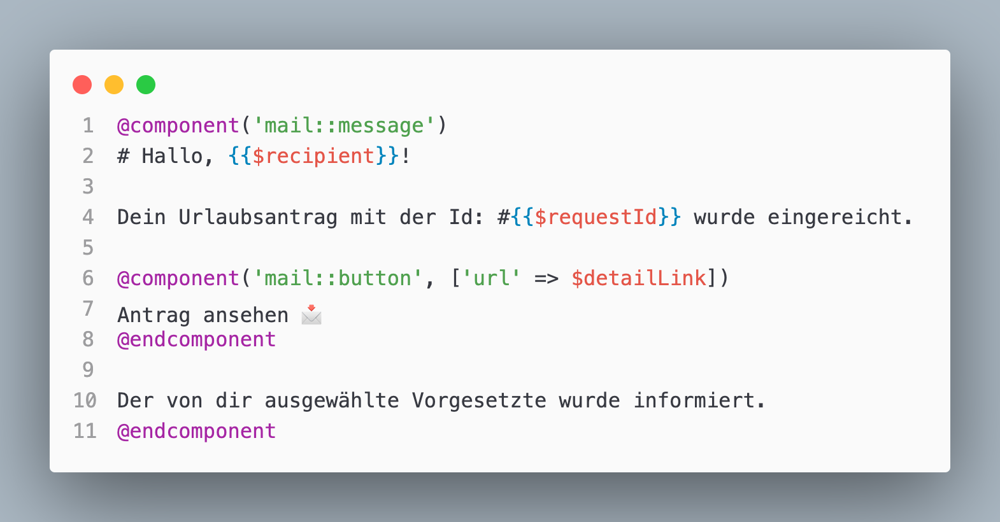 1 @component('mail::message')
2 # Hallo, {{$recipient}}!
3
4 Dein Urlaubsantrag mit der Id: #{{$requestId}} wurde eingereicht.
5
6 @component('mail::button', ['url' => $detailLink])
7 Antrag ansehen 📩
8 @endcomponent
9
10 Der von dir ausgewählte Vorgesetzte wurde informiert.
11 @endcomponent